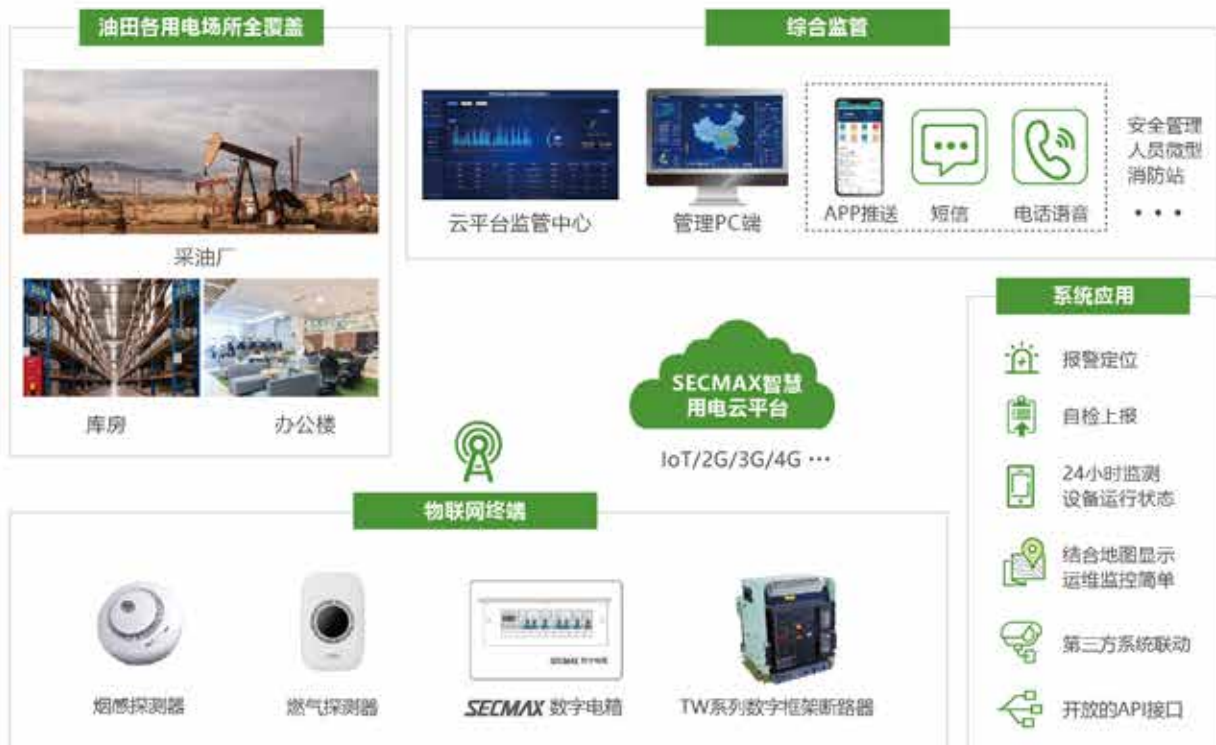 油田各用电场所全覆盖
采油厂
库房
办公楼
综合监管
云平台监管中心
管理PC端
APP推送
短信
电话语音
安全管理
人员微型
消防站
•••
SECMAX智慧
用电云平台
IoT/2G/3G/4G •••
物联网终端
烟感探测器
燃气探测器
SECMAX 数字电箱
SECMAX 数字电箱
TW系列数字框架断路器
系统应用
报警定位
自检上报
24小时监测
设备运行状态
结合地图显示
运维监控简单
第三方系统联动
开放的API接口